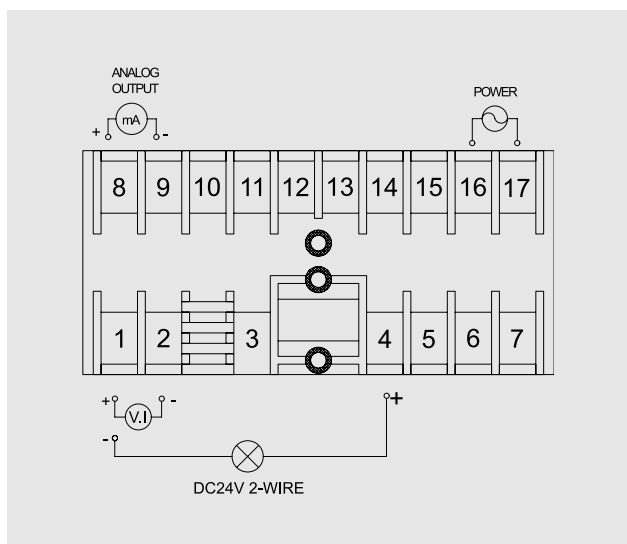 ANALOG
OUTPUT
POWER
mA
+ -
8 9 10 11 12 13 14 15 16 17
1 2 3 4 5 6 7
+ - +
V.I
-
DC24V 2-WIRE